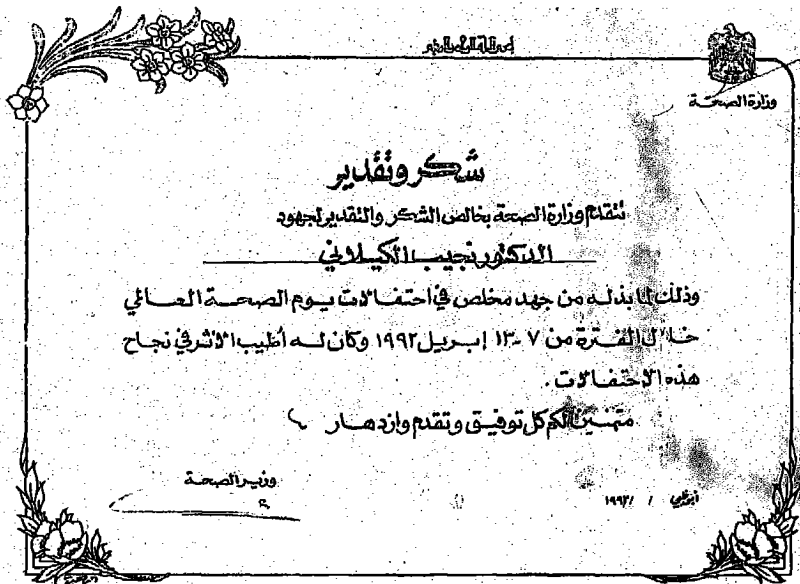 بسم الله الرحمن الرحيم
وزارة الصحة
شكر وتقدير
تتقدم وزارة الصحة بخالص الشكر والتقدير لجهود
الدكتور نجيب الكيلاني
وذلك لما بذله من جهد مخلص في احتفالات يوم الصحة العالمي
خلال الفترة من ٧-١٣ إبريل ١٩٩٢ وكان له أطيب الأثر في نجاح
هذه الاحتفالات .
متمنين لكم كل توفيق وتقدم وازدهار
وزير الصحة
أبوظبي / / ١٩٩٢